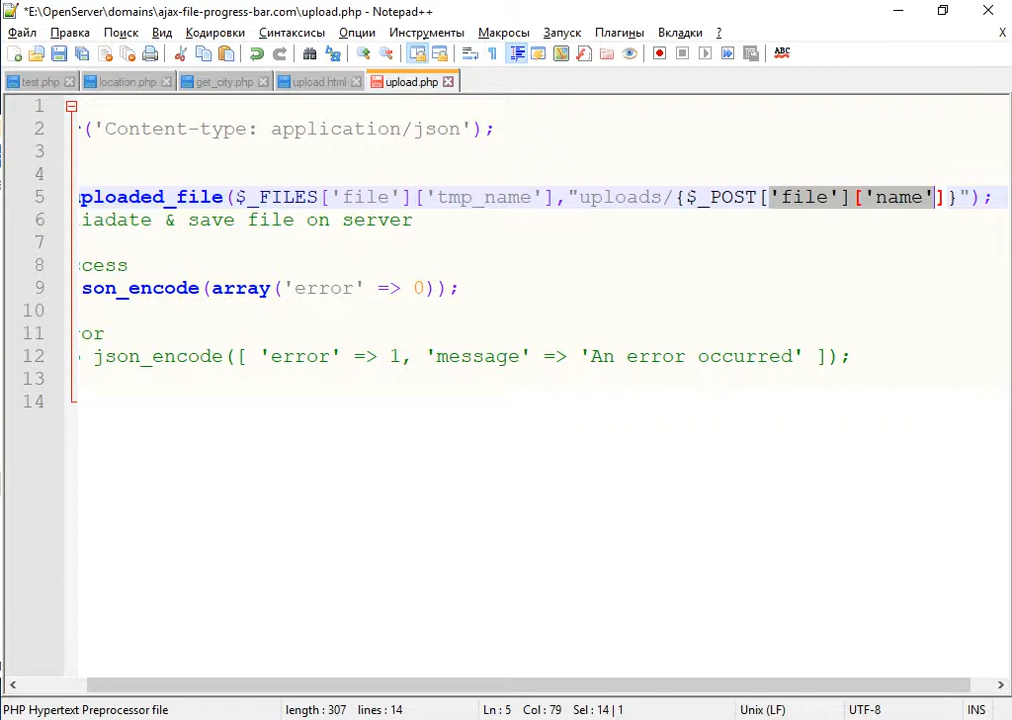 *E:\OpenServer\domains\ajax-file-progress-bar.com\upload.php - Notepad++
Файл Правка Поиск Вид Кодировки Синтаксисы Опции Инструменты Макросы Запуск Плагины Вкладки ? X
ABC
test.php location.php get_city.php upload.html upload.php
1
2 ('Content-type: application/json');
3
4
5 uploaded_file($_FILES['file']['tmp_name'],"uploads/{$_POST['file']['name']}");
6 iadate & save file on server
7
8 ccess
9 son_encode(array('error' => 0));
10
11 or
12 json_encode([ 'error' => 1, 'message' => 'An error occurred' ]);
13
14
PHP Hypertext Preprocessor file length : 307 lines : 14 Ln : 5 Col : 79 Sel : 14 | 1 Unix (LF) UTF-8 INS